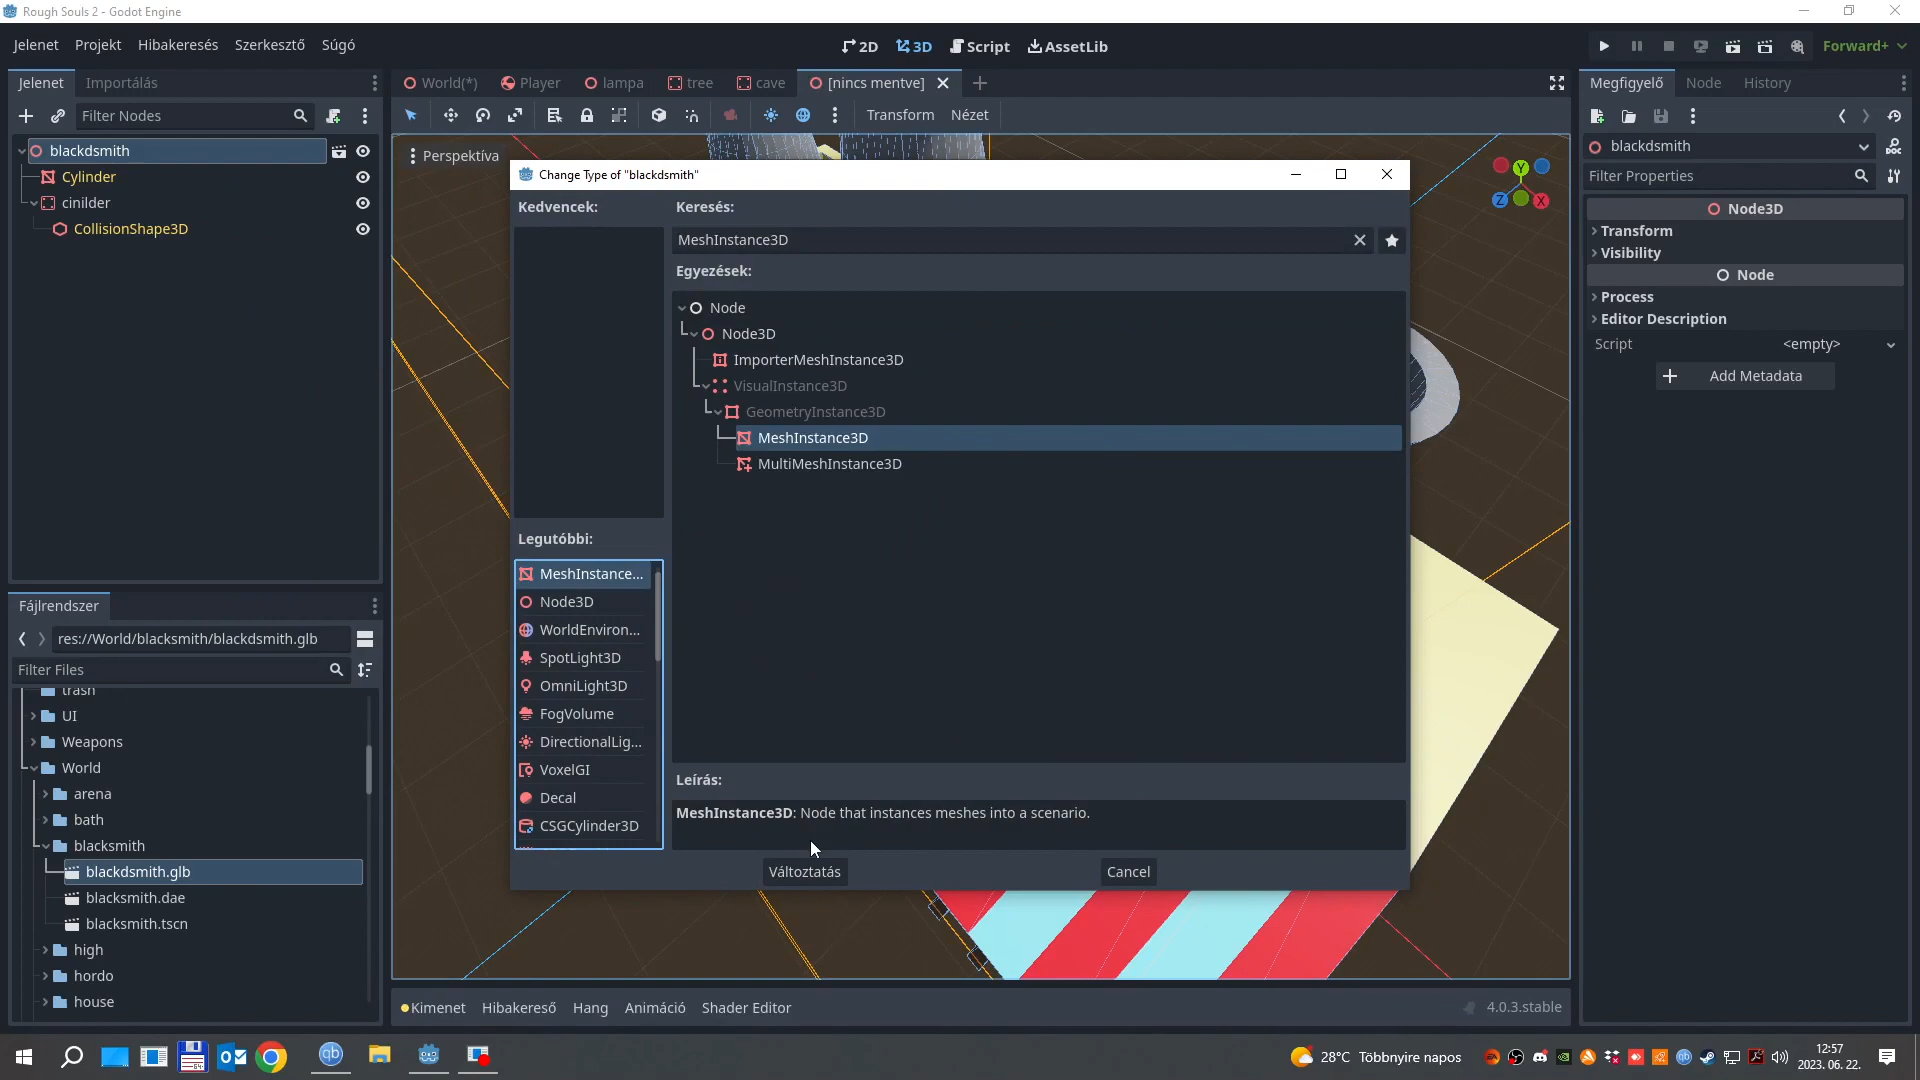 Rough Souls 2 - Godot Engine
Jelenet Projekt Hibakeresés Szerkesztő Súgó
2D 3D Script AssetLib
Forward+
Jelenet Importálás
World(*) Player lampa tree cave [nincs mentve]
Megfigyelő Node History
Filter Nodes
Transform Nézet
blackdsmith
Cylinder
cinilder
CollisionShape3D
Perspektíva
Y
Z
X
Change Type of "blackdsmith"
Kedvencek:
Keresés:
MeshInstance3D
Egyezések:
Node
Node3D
ImporterMeshInstance3D
VisualInstance3D
GeometryInstance3D
MeshInstance3D
MultiMeshInstance3D
Legutóbbi:
MeshInstance...
Node3D
WorldEnviron...
SpotLight3D
OmniLight3D
FogVolume
DirectionalLig...
VoxelGI
Decal
CSGCylinder3D
Leírás:
MeshInstance3D: Node that instances meshes into a scenario.
Változtatás
Cancel
blackdsmith
Filter Properties
Node3D
Transform
Visibility
Node
Process
Editor Description
Script <empty>
Add Metadata
Fájlrendszer
res://World/blacksmith/blackdsmith.glb
Filter Files
trash
UI
Weapons
World
arena
bath
blacksmith
blackdsmith.glb
blacksmith.dae
blacksmith.tscn
high
hordo
house
Kimenet Hibakereső Hang Animáció Shader Editor
4.0.3.stable
28°C Többnyire napos
12:57
2023. 06. 22.